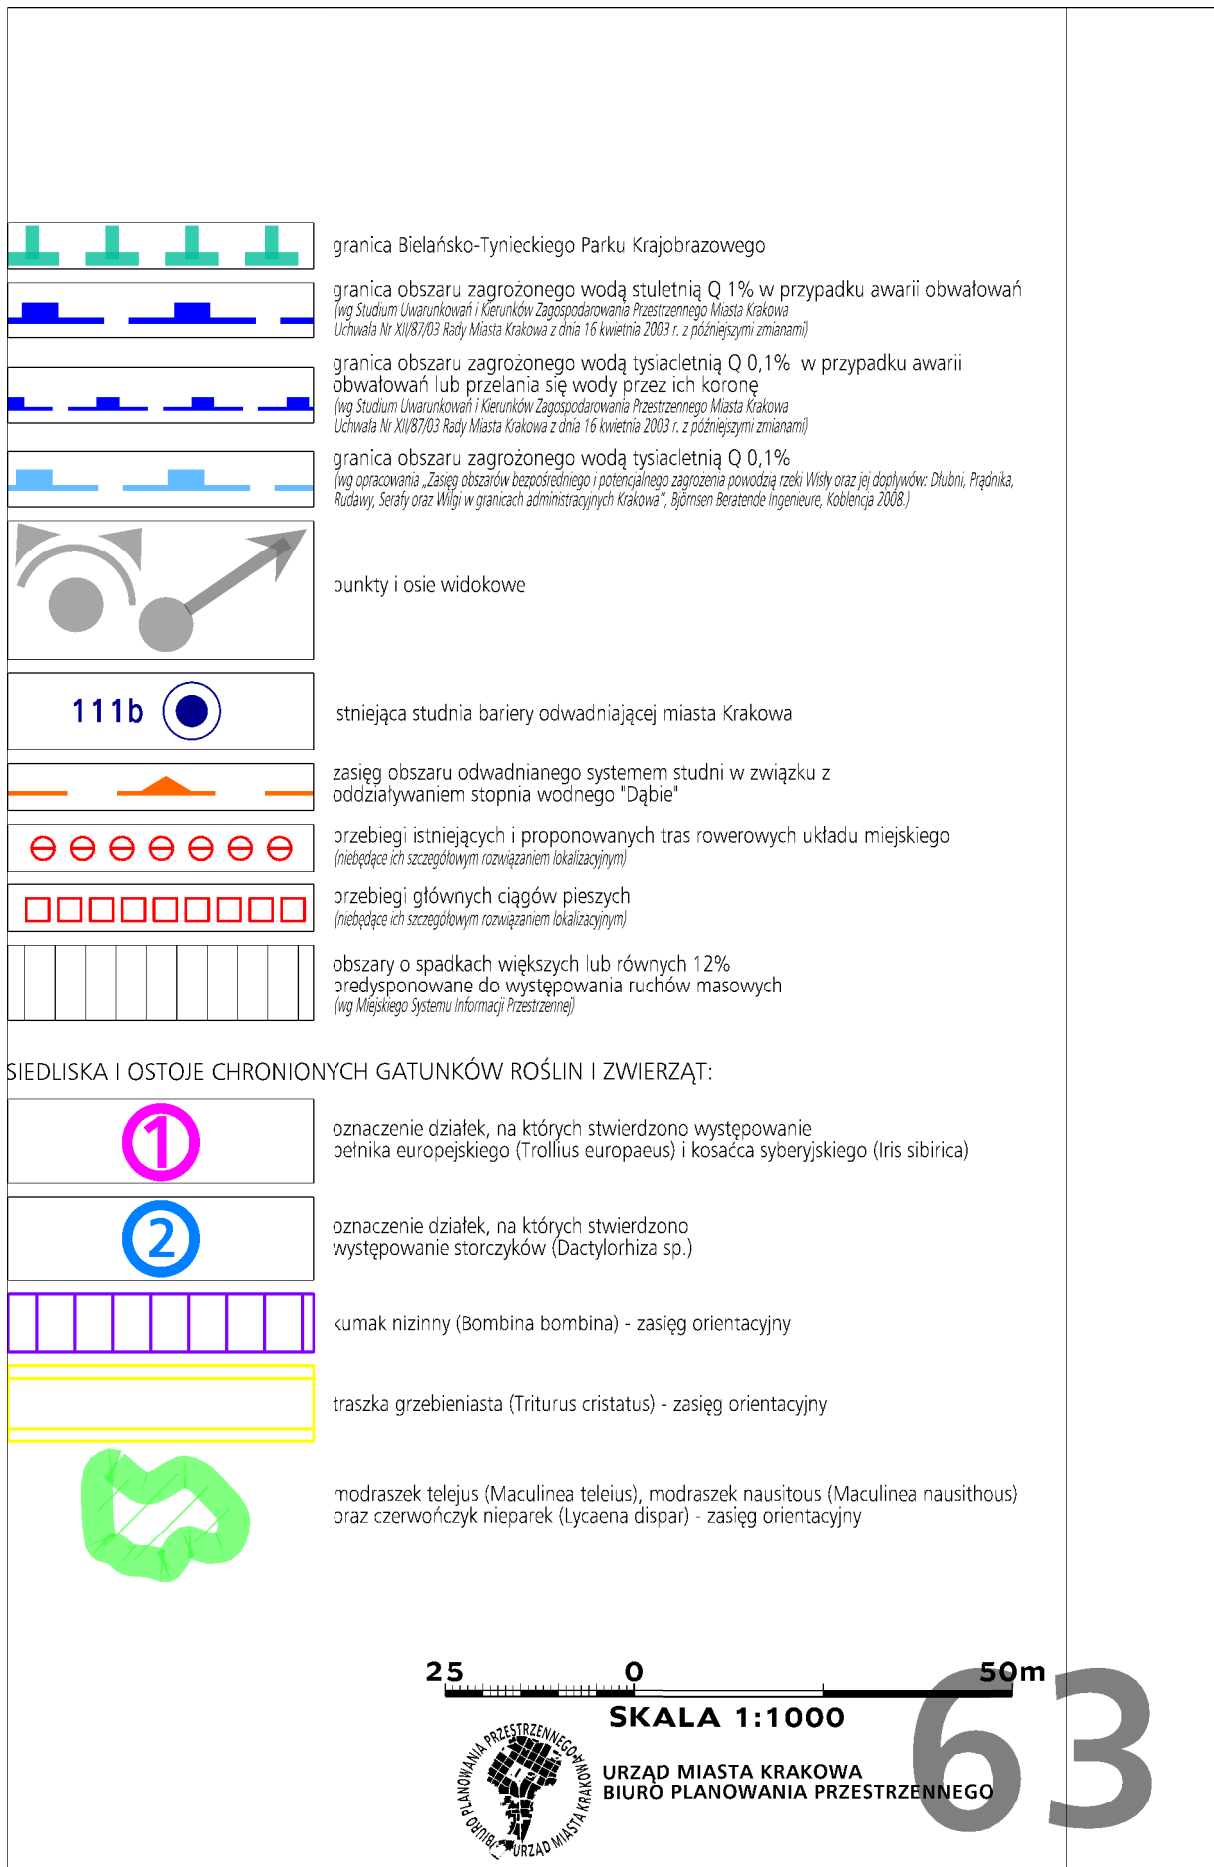 granica Bielańsko-Tynieckiego Parku Krajobrazowego
granica obszaru zagrożonego wodą stuletnią Q 1% w przypadku awarii obwałowań
(wg Studium Uwarunkowań i Kierunków Zagospodarowania Przestrzennego Miasta Krakowa
Uchwała Nr XII/87/03 Rady Miasta Krakowa z dnia 16 kwietnia 2003 r. z późniejszymi zmianami)
granica obszaru zagrożonego wodą tysiacletnią Q 0,1% w przypadku awarii
obwałowań lub przelania się wody przez ich koronę
(wg Studium Uwarunkowań i Kierunków Zagospodarowania Przestrzennego Miasta Krakowa
Uchwała Nr XII/87/03 Rady Miasta Krakowa z dnia 16 kwietnia 2003 r. z późniejszymi zmianami)
granica obszaru zagrożonego wodą tysiacletnią Q 0,1%
(wg opracowania „Zasięg obszarów bezpośredniego i potencjalnego zagrożenia powodzią rzeki Wisły oraz jej dopływów: Dłubni, Prądnika,
Rudawy, Serafy oraz Wilgi w granicach administracyjnych Krakowa", Björnsen Beratende Ingenieure, Koblencja 2008.)
punkty i osie widokowe
111b
istniejąca studnia bariery odwadniającej miasta Krakowa
zasięg obszaru odwadnianego systemem studni w związku z
oddziaływaniem stopnia wodnego "Dąbie"
przebiegi istniejących i proponowanych tras rowerowych układu miejskiego
(niebędące ich szczegółowym rozwiązaniem lokalizacyjnym)
przebiegi głównych ciągów pieszych
(niebędące ich szczegółowym rozwiązaniem lokalizacyjnym)
obszary o spadkach większych lub równych 12%
predysponowane do występowania ruchów masowych
(wg Miejskiego Systemu Informacji Przestrzennej)
SIEDLISKA I OSTOJE CHRONIONYCH GATUNKÓW ROŚLIN I ZWIERZĄT:
1
oznaczenie działek, na których stwierdzono występowanie
pełnika europejskiego (Trollius europaeus) i kosaćca syberyjskiego (Iris sibirica)
2
oznaczenie działek, na których stwierdzono
występowanie storczyków (Dactylorhiza sp.)
kumak nizinny (Bombina bombina) - zasięg orientacyjny
traszka grzebieniasta (Triturus cristatus) - zasięg orientacyjny
modraszek telejus (Maculinea teleius), modraszek nausitous (Maculinea nausithous)
oraz czerwończyk nieparek (Lycaena dispar) - zasięg orientacyjny
25 0 50m
SKALA 1:1000
63
BIURO PLANOWANIA PRZESTRZENNEGO
URZĄD MIASTA KRAKOWA
URZĄD MIASTA KRAKOWA
BIURO PLANOWANIA PRZESTRZENNEGO